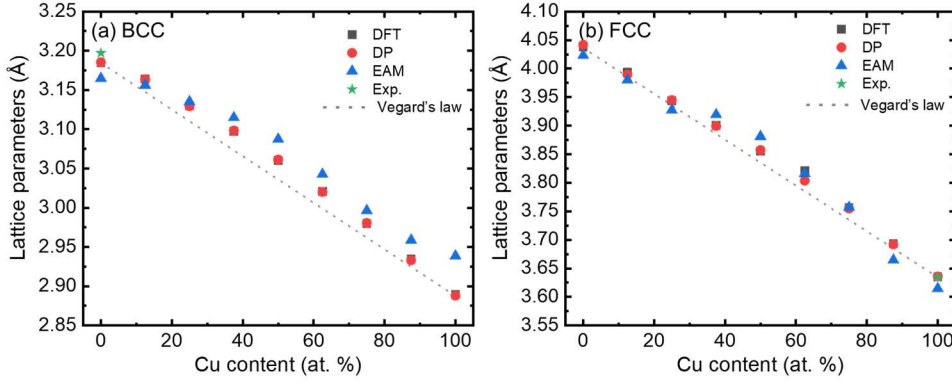 (a) BCC
DFT
DP
EAM
Exp.
Vegard's law
3.25
3.20
3.15
3.10
3.05
3.00
2.95
2.90
2.85
Lattice parameters (Å)
0 20 40 60 80 100
Cu content (at. %)
(b) FCC
DFT
DP
EAM
Exp.
Vegard's law
4.10
4.05
4.00
3.95
3.90
3.85
3.80
3.75
3.70
3.65
3.60
3.55
Lattice parameters (Å)
0 20 40 60 80 100
Cu content (at. %)